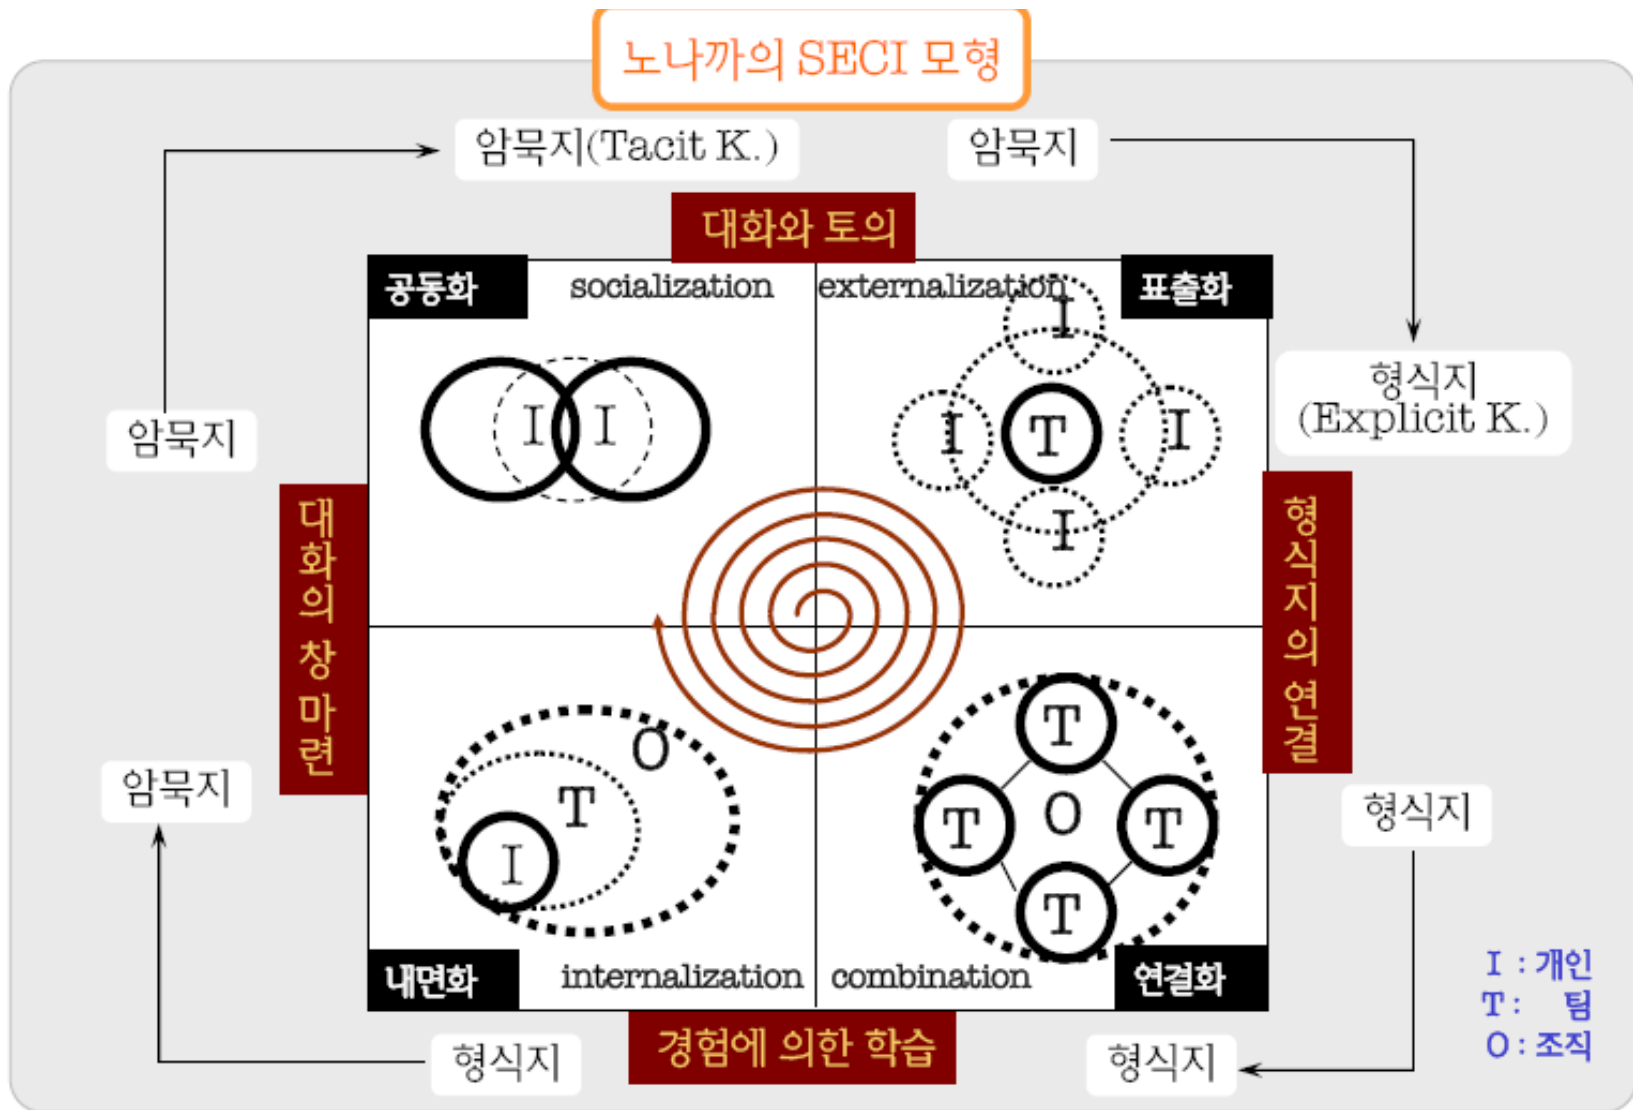 노나까의 SECI 모형
암묵지(Tacit K.)
암묵지
대화와 토의
공동화
socialization
externalization
표출화
I
I I
I
T
I
I
형식지
(Explicit K.)
암묵지
대화의 창 마련
형식지의 연결
O
T
I
T
T
O
T
T
암묵지
형식지
내면화
internalization
combination
연결화
I : 개인
T : 팀
O : 조직
형식지
경험에 의한 학습
형식지